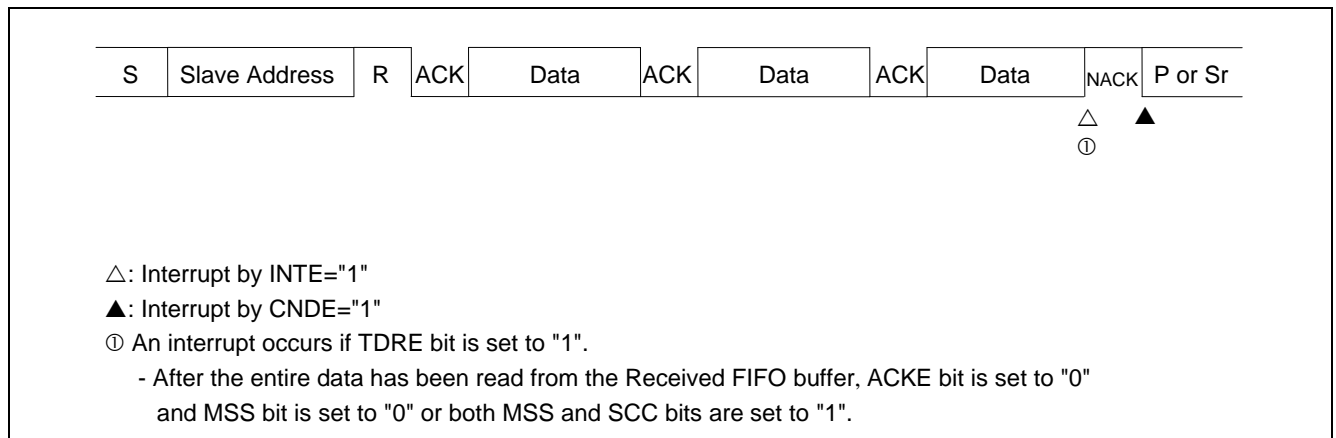 S Slave Address R ACK Data ACK Data ACK Data NACK P or Sr
△ ▲
①
△: Interrupt by INTE="1"
▲: Interrupt by CNDE="1"
① An interrupt occurs if TDRE bit is set to "1".
- After the entire data has been read from the Received FIFO buffer, ACKE bit is set to "0"
and MSS bit is set to "0" or both MSS and SCC bits are set to "1".